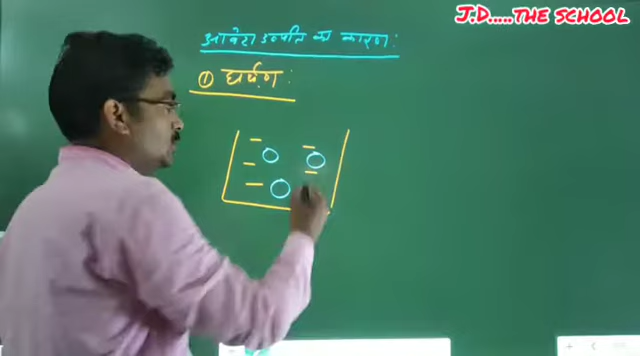 J.D.....THE SCHOOL
आवेश उत्पत्ति का कारण:
① घर्षण: